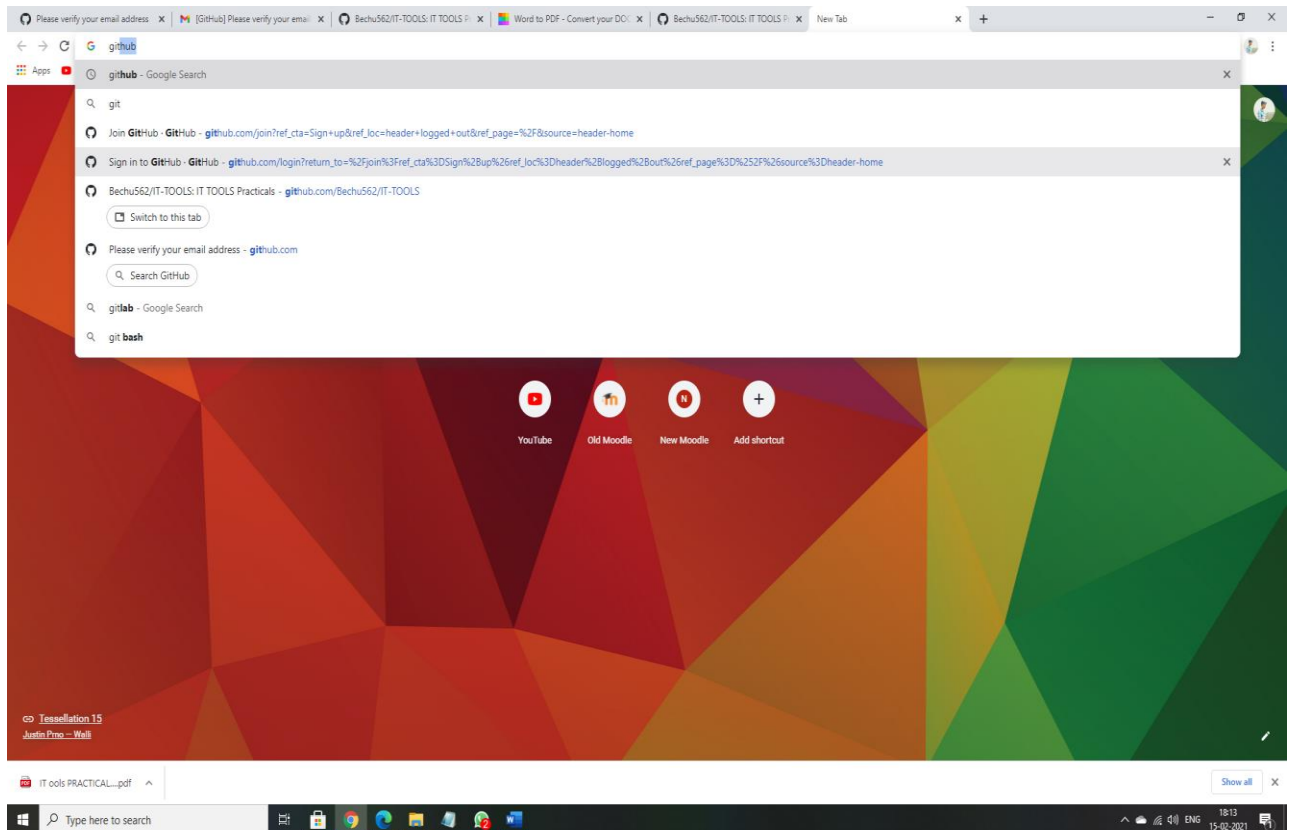 Please verify your email address
[GitHub] Please verify your emai
Bechu562/IT-TOOLS: IT TOOLS P
Word to PDF - Convert your DOC
Bechu562/IT-TOOLS: IT TOOLS P
New Tab
github
Apps
github - Google Search
git
Join GitHub · GitHub - github.com/join?ref_cta=Sign+up&ref_loc=header+logged+out&ref_page=%2F&source=header-home
Sign in to GitHub · GitHub - github.com/login?return_to=%2Fjoin%3Fref_cta%3DSign%2Bup%26ref_loc%3Dheader%2Blogged%2Bout%26ref_page%3D%252F%26source%3Dheader-home
Bechu562/IT-TOOLS: IT TOOLS Practicals - github.com/Bechu562/IT-TOOLS
Switch to this tab
Please verify your email address - github.com
Search GitHub
gitlab - Google Search
git bash
YouTube
Old Moodle
N
New Moodle
Add shortcut
Tessellation 15
Justin Prno — Walli
PDF
IT ools PRACTICAL....pdf
Show all
Type here to search
2
W
ENG
18:13
15-02-2021
1